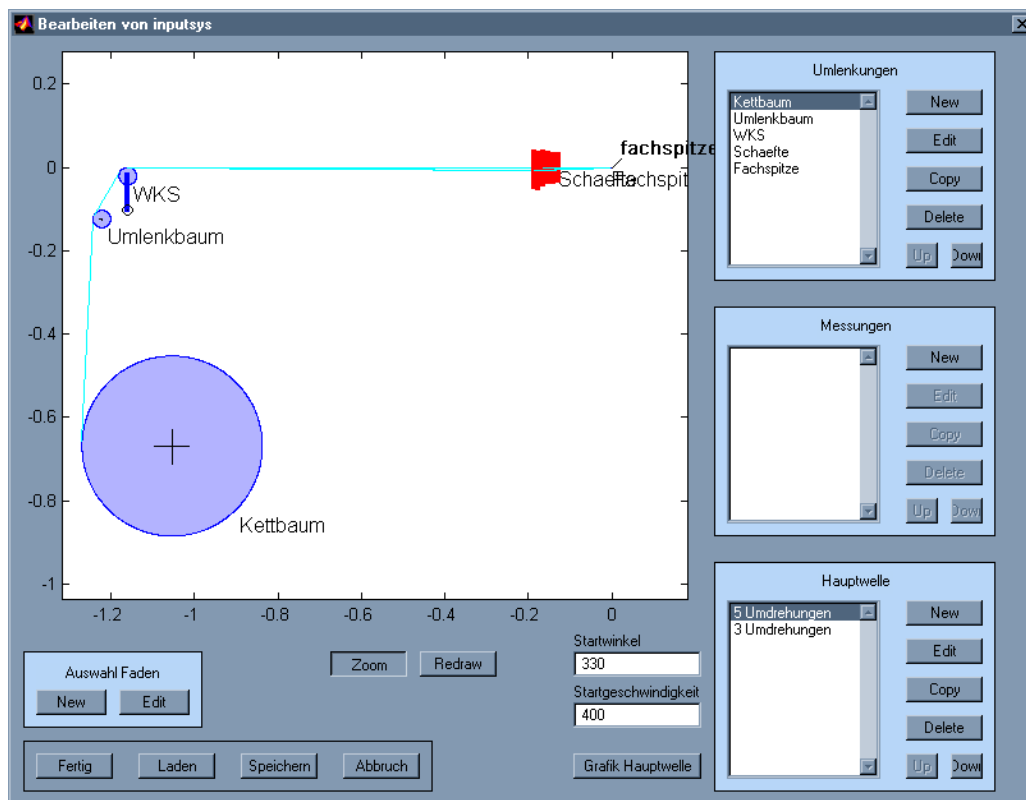 Bearbeiten von inputsys
0.2
0
-0.2
-0.4
-0.6
-0.8
-1
-1.2
-1
-0.8
-0.6
-0.4
-0.2
0
fachspitze
Schaefte
Fachspit
WKS
Umlenkbaum
Kettbaum
Umlenkungen
Kettbaum
Umlenkbaum
WKS
Schaefte
Fachspitze
New
Edit
Copy
Delete
Up
Down
Messungen
New
Edit
Copy
Delete
Up
Down
Hauptwelle
5 Umdrehungen
3 Umdrehungen
New
Edit
Copy
Delete
Up
Down
Auswahl Faden
New
Edit
Zoom
Redraw
Startwinkel
330
Startgeschwindigkeit
400
Fertig
Laden
Speichern
Abbruch
Grafik Hauptwelle